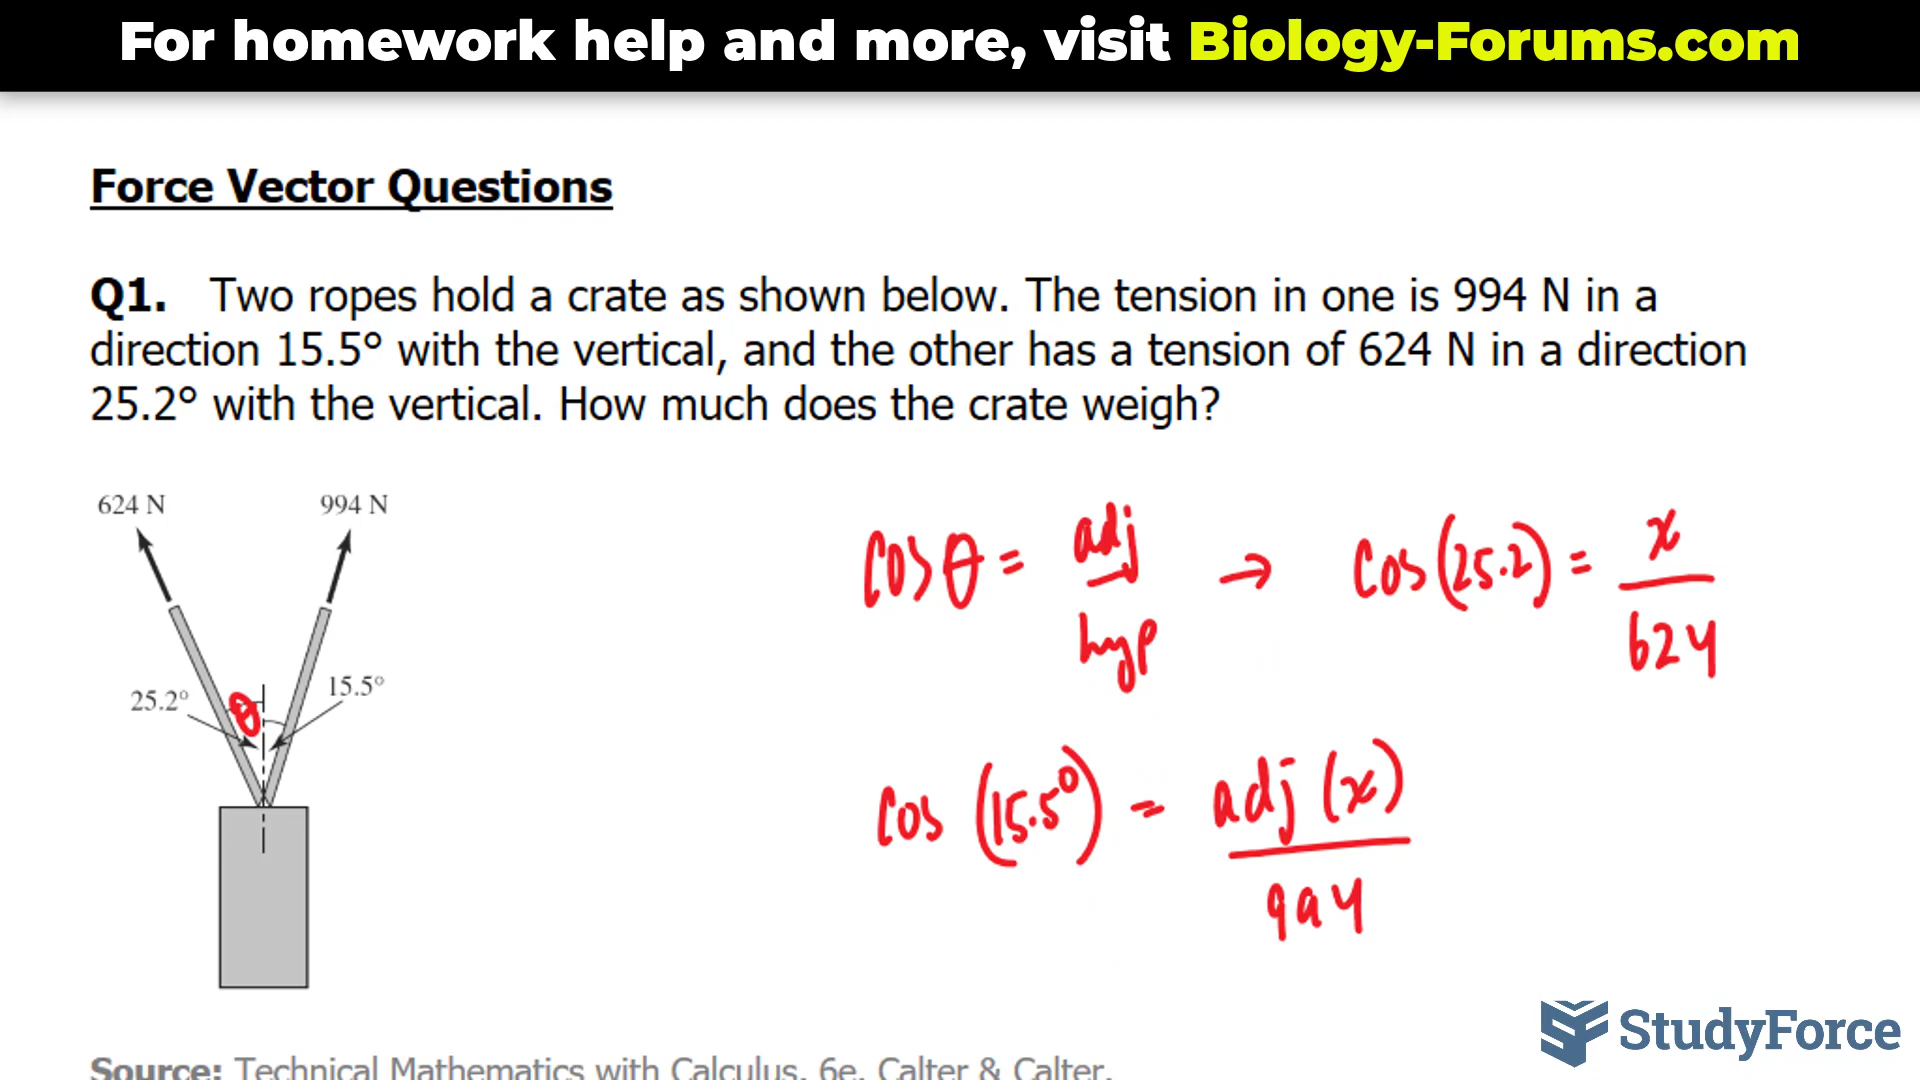 For homework help and more, visit Biology-Forums.com
Force Vector Questions
Q1. Two ropes hold a crate as shown below. The tension in one is 994 N in a
direction 15.5° with the vertical, and the other has a tension of 624 N in a direction
25.2° with the vertical. How much does the crate weigh?
624 N 994 N
25.2° θ 15.5°
cos θ = adj / hyp → cos(25.2) = x / 624
cos (15.5°) = adj (x) / 994
StudyForce
Source: Technical Mathematics with Calculus, 6e, Calter & Calter.